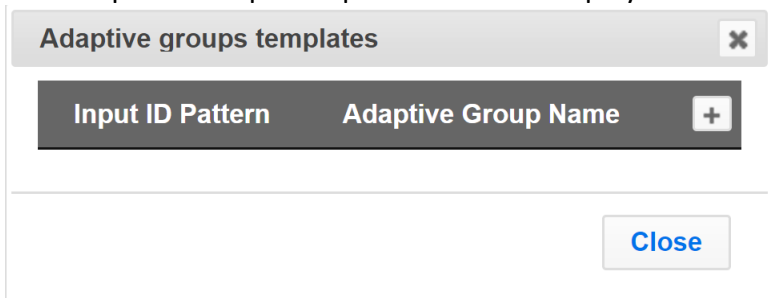 Adaptive groups templates
Input ID Pattern Adaptive Group Name +
Close